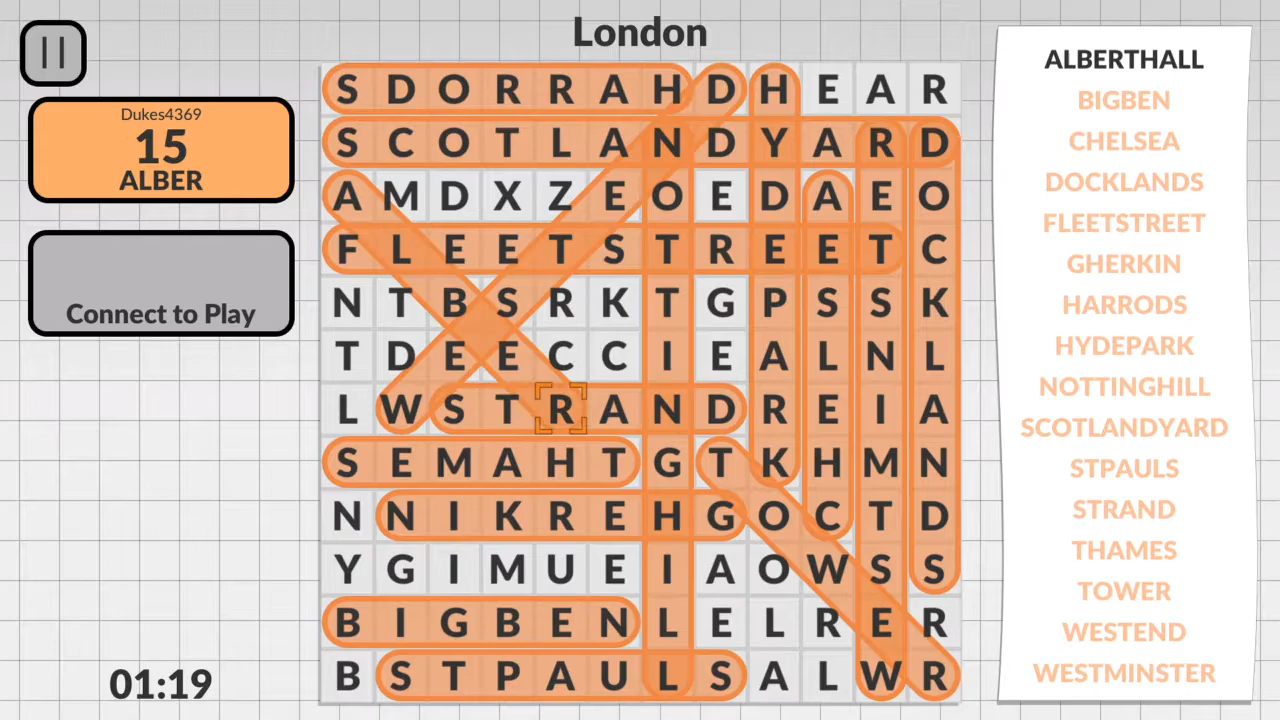 London
Dukes4369
15
ALBER
Connect to Play
01:19
S D O R R A H D H E A R
S C O T L A N D Y A R D
A M D X Z E O E D A E O
F L E E T S T R E E T C
N T B S R K T G P S S K
T D E E C C I E A L N L
L W S T R A N D R E I A
S E M A H T G T K H M N
N N I K R E H G O C T D
Y G I M U E I A O W S S
B I G B E N L E L R E R
B S T P A U L S A L W R
ALBERTHALL
BIGBEN
CHELSEA
DOCKLANDS
FLEETSTREET
GHERKIN
HARRODS
HYDEPARK
NOTTINGHILL
SCOTLANDYARD
STPAULS
STRAND
THAMES
TOWER
WESTEND
WESTMINSTER